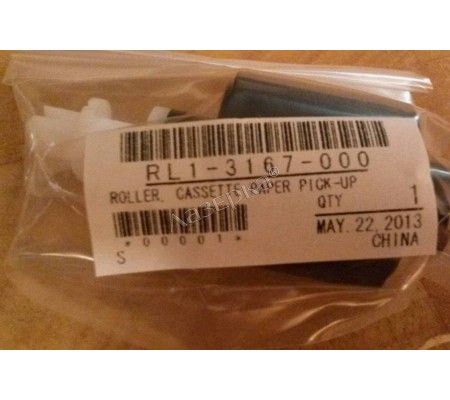 RL1-3167-000
ROLLER, CASSETTE PAPER PICK-UP
QTY 1
*00001*
MAY. 22, 2013
S
CHINA